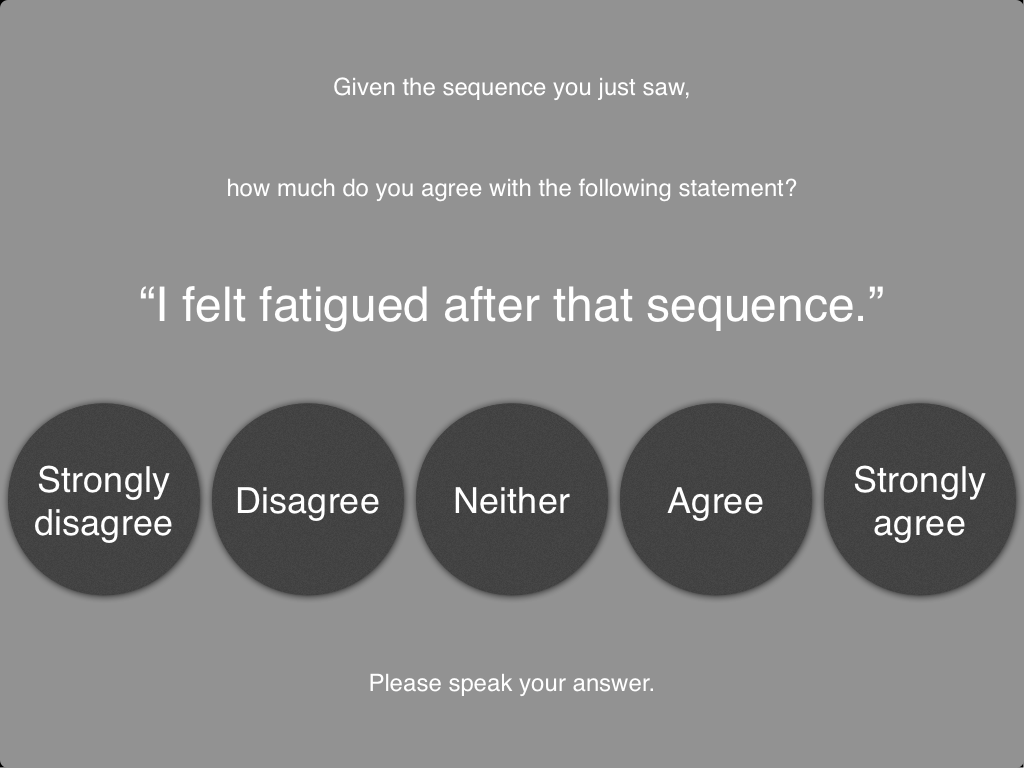 Given the sequence you just saw,
how much do you agree with the following statement?
“I felt fatigued after that sequence.”
Strongly
disagree
Disagree
Neither
Agree
Strongly
agree
Please speak your answer.